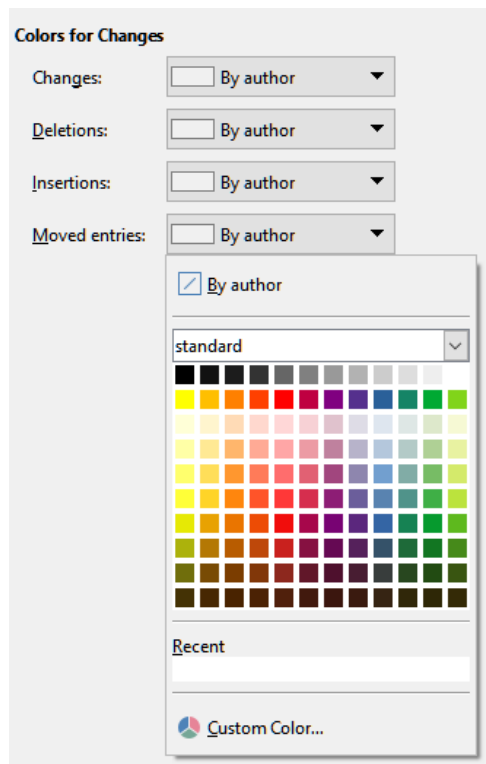 Colors for Changes
Changes: By author
Deletions: By author
Insertions: By author
Moved entries: By author
By author
standard
Recent
Custom Color...